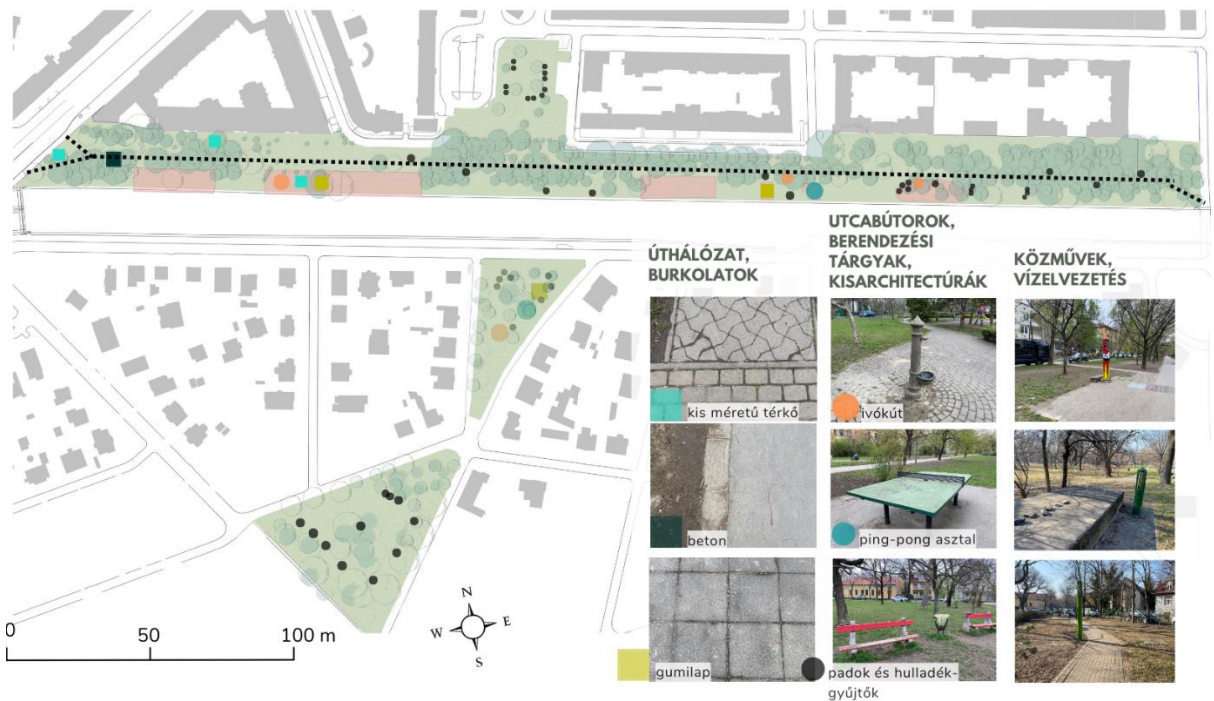 ÚTHÁLÓZAT,
BURKOLATOK
kis méretű térkő
beton
gumilap
UTCABÚTOROK,
BERENDEZÉSI
TÁRGYAK,
KISARCHITECTÚRÁK
ivókút
ping-pong asztal
padok és hulladék-
gyűjtők
KÖZMŰVEK,
VÍZELVEZETÉS
0
50
100 m
N
W
E
S